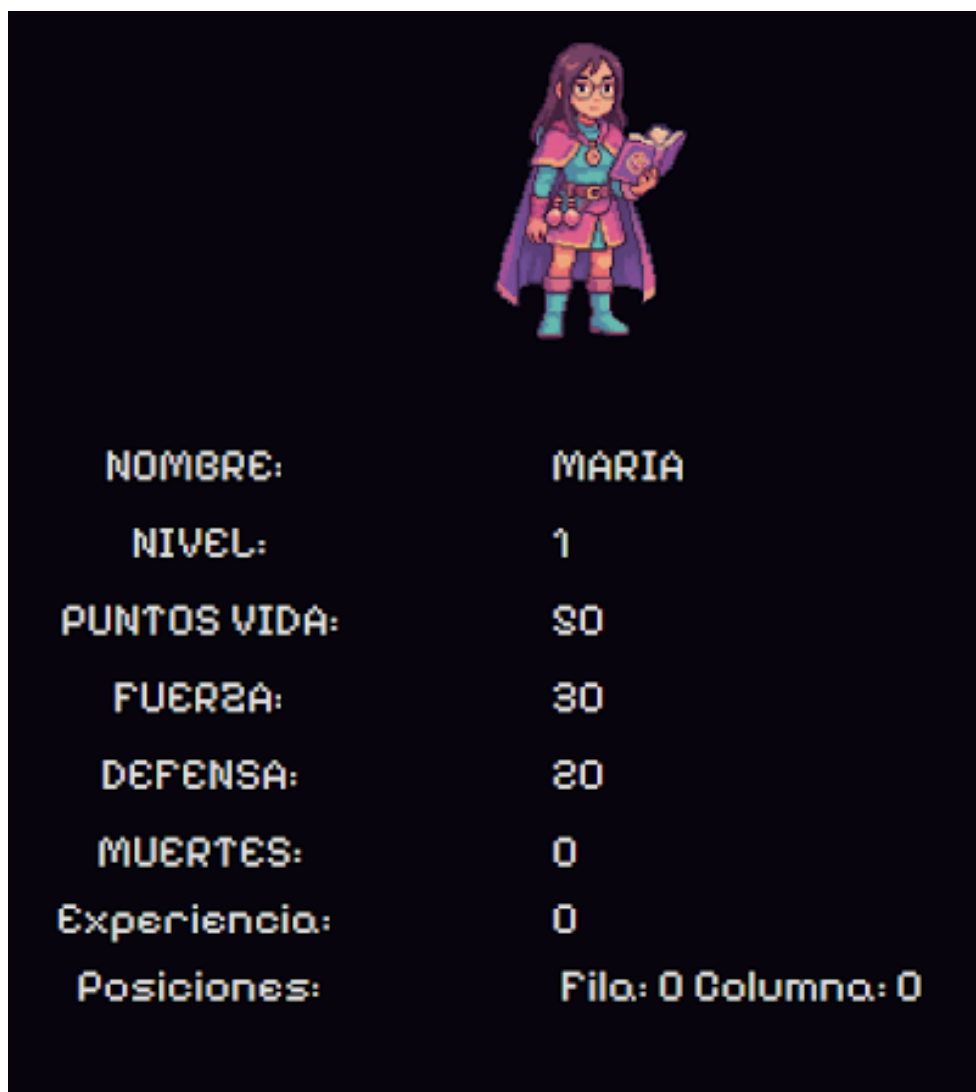 NOMBRE: MARIA
NIVEL: 1
PUNTOS VIDA: 80
FUERZA: 30
DEFENSA: 20
MUERTES: 0
Experiencia: 0
Posiciones: Fila: 0 Columna: 0